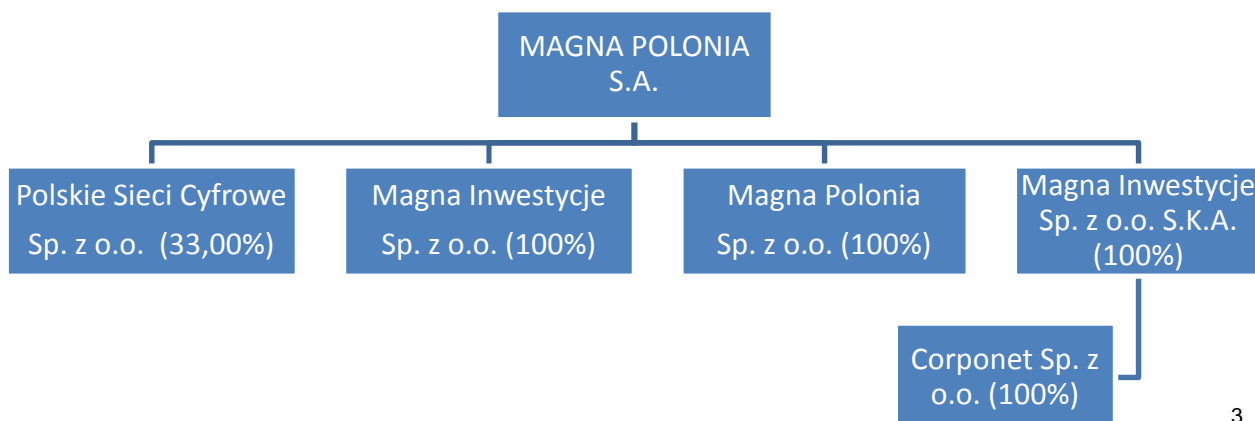 MAGNA POLONIA
S.A.
Polskie Sieci Cyfrowe
Sp. z o.o. (33,00%)
Magna Inwestycje
Sp. z o.o. (100%)
Magna Polonia
Sp. z o.o. (100%)
Magna Inwestycje
Sp. z o.o. S.K.A.
(100%)
Corponet Sp. z
o.o. (100%)
3